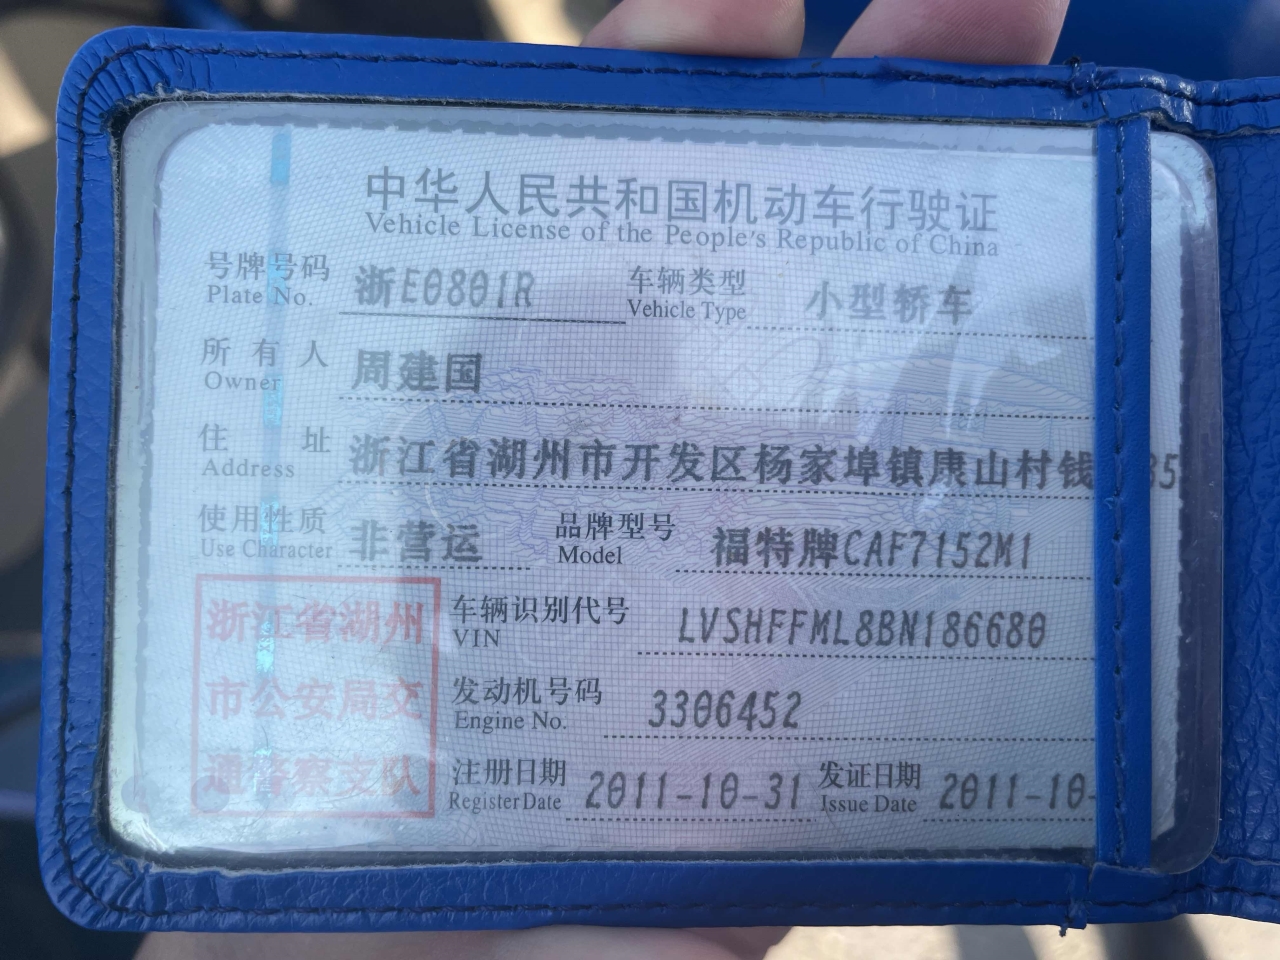 中华人民共和国机动车行驶证
Vehicle License of the People's Republic of China
号牌号码 浙E0801R 车辆类型 小型轿车
Plate No. Vehicle Type
所有人 周建国
Owner
住址 浙江省湖州市开发区杨家埠镇康山村钱 35
Address
使用性质 非营运 品牌型号 福特牌CAF7152M1
Use Character Model
浙江省湖州
市公安局交
通警察支队
车辆识别代号 LVSHFFML8BN186680
VIN
发动机号码 3306452
Engine No.
注册日期 2011-10-31 发证日期 2011-10-
Register Date Issue Date